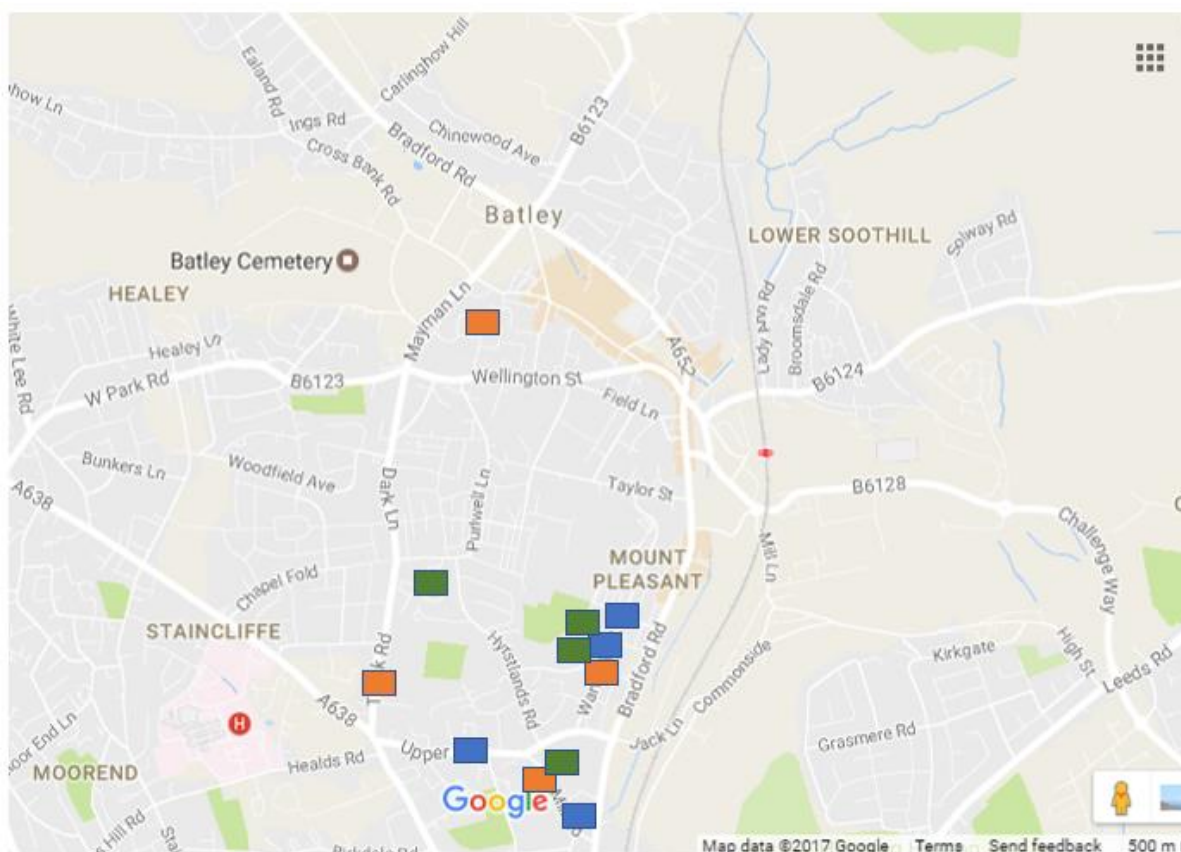 Carlinghow Hill
Ealand Rd
B6123
Ings Rd
Chinewood Ave
Bradford Rd
Cross Bank Rd
Batley
LOWER SOOTHILL
Solway Rd
Batley Cemetery
HEALEY
Lady Ann Rd
Broomsdale Rd
Mayman Ln
White Lee Rd
Healey Ln
A652
B6124
W Park Rd
B6123
Wellington St
Field Ln
Bunkers Ln
Woodfield Ave
Taylor St
B6128
A638
Dark Ln
Purlwell Ln
Challenge Way
MOUNT
PLEASANT
Mill Ln
Chapel Fold
STAINCLIFFE
Hyrstlands Rd
Bradford Rd
Kirkgate
High St
Leeds Rd
Commonside
A638
H
Jack Ln
Grasmere Rd
Upper
Healds Rd
MOOREND
Google
Map data ©2017 Google Terms Send feedback 500 m